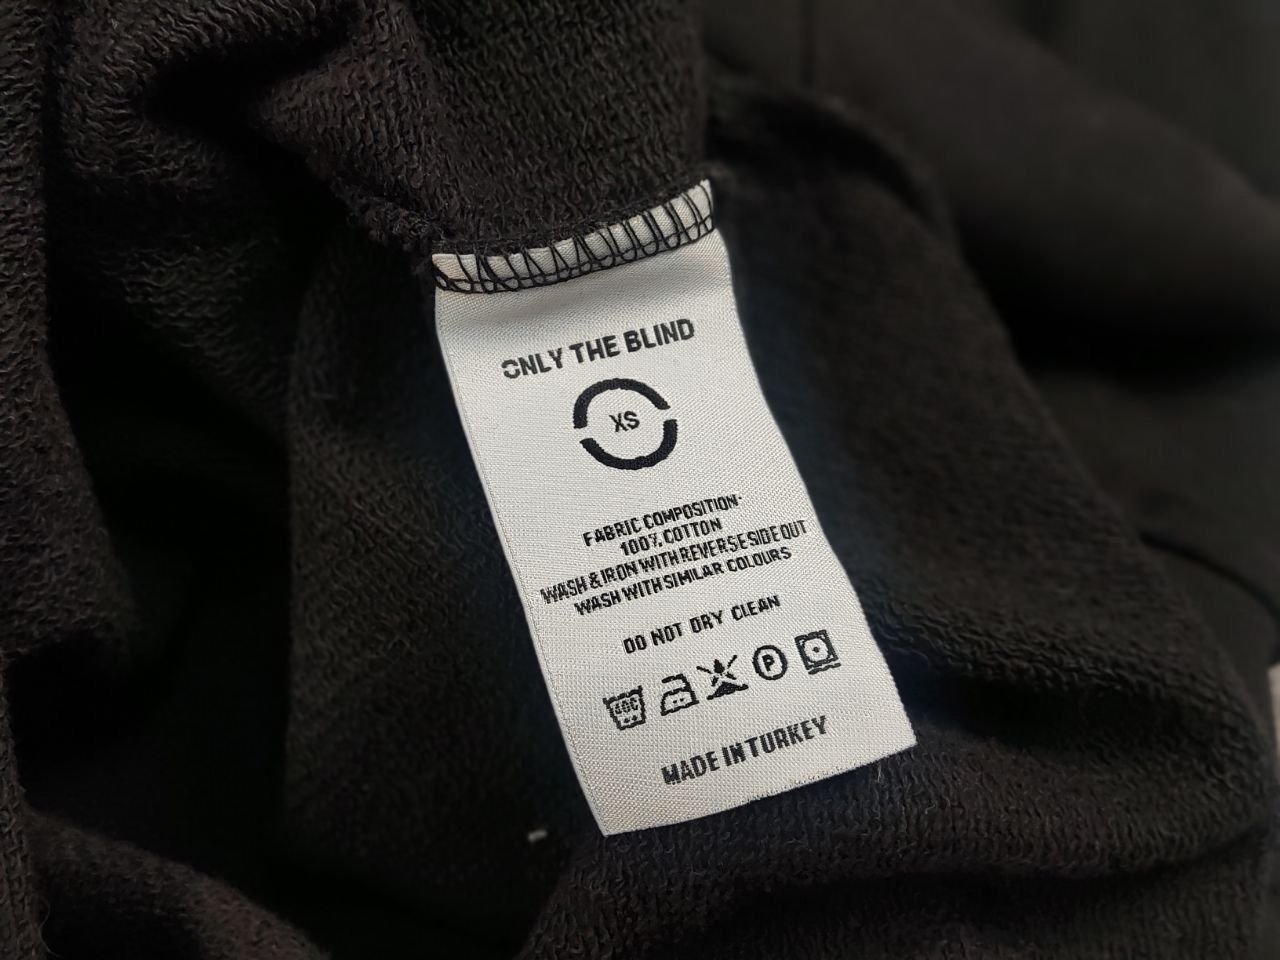 ONLY THE BLIND
XS
FABRIC COMPOSITION:
100% COTTON
WASH & IRON WITH REVERSE SIDE OUT
WASH WITH SIMILAR COLOURS
DO NOT DRY CLEAN
30C P
MADE IN TURKEY